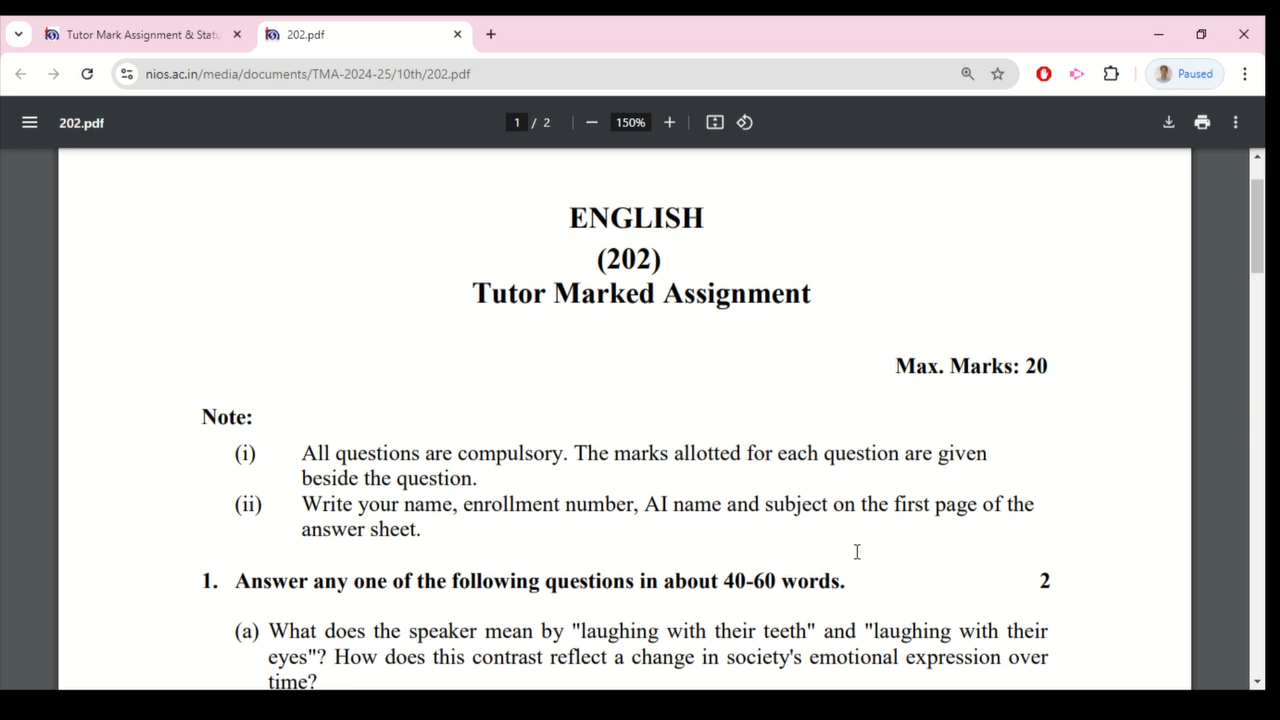 Tutor Mark Assignment & Statu
202.pdf
nios.ac.in/media/documents/TMA-2024-25/10th/202.pdf
Paused
202.pdf
1 / 2
150%
ENGLISH
(202)
Tutor Marked Assignment
Max. Marks: 20
Note:
(i) All questions are compulsory. The marks allotted for each question are given
beside the question.
(ii) Write your name, enrollment number, AI name and subject on the first page of the
answer sheet.
1. Answer any one of the following questions in about 40-60 words. 2
(a) What does the speaker mean by "laughing with their teeth" and "laughing with their
eyes"? How does this contrast reflect a change in society's emotional expression over
time?